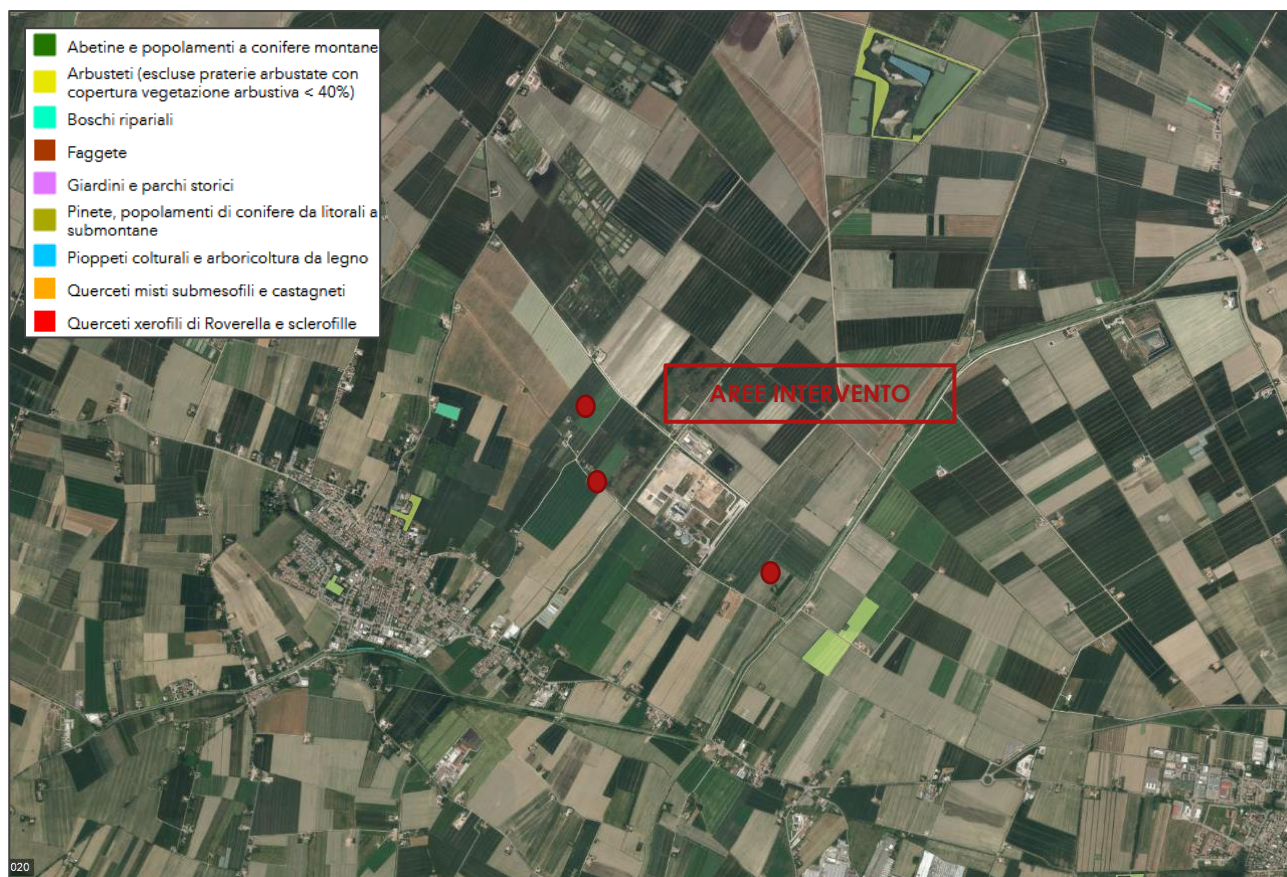 Abetine e popolamenti a conifere montane
Arbusteti (escluse praterie arbustate con
copertura vegetazione arbustiva < 40%)
Boschi ripariali
Faggete
Giardini e parchi storici
Pinete, popolamenti di conifere da litorali a
submontane
Pioppeti colturali e arboricoltura da legno
Querceti misti submesofili e castagneti
Querceti xerofili di Roverella e sclerofille
AREE INTERVENTO
020